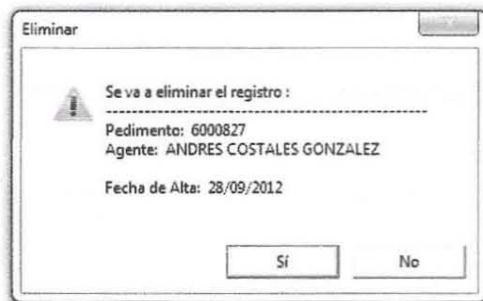 Eliminar
Se va a eliminar el registro :
--------------------------------------------------------------
Pedimento: 6000827
Agente: ANDRES COSTALES GONZALEZ
Fecha de Alta: 28/09/2012
Sí
No